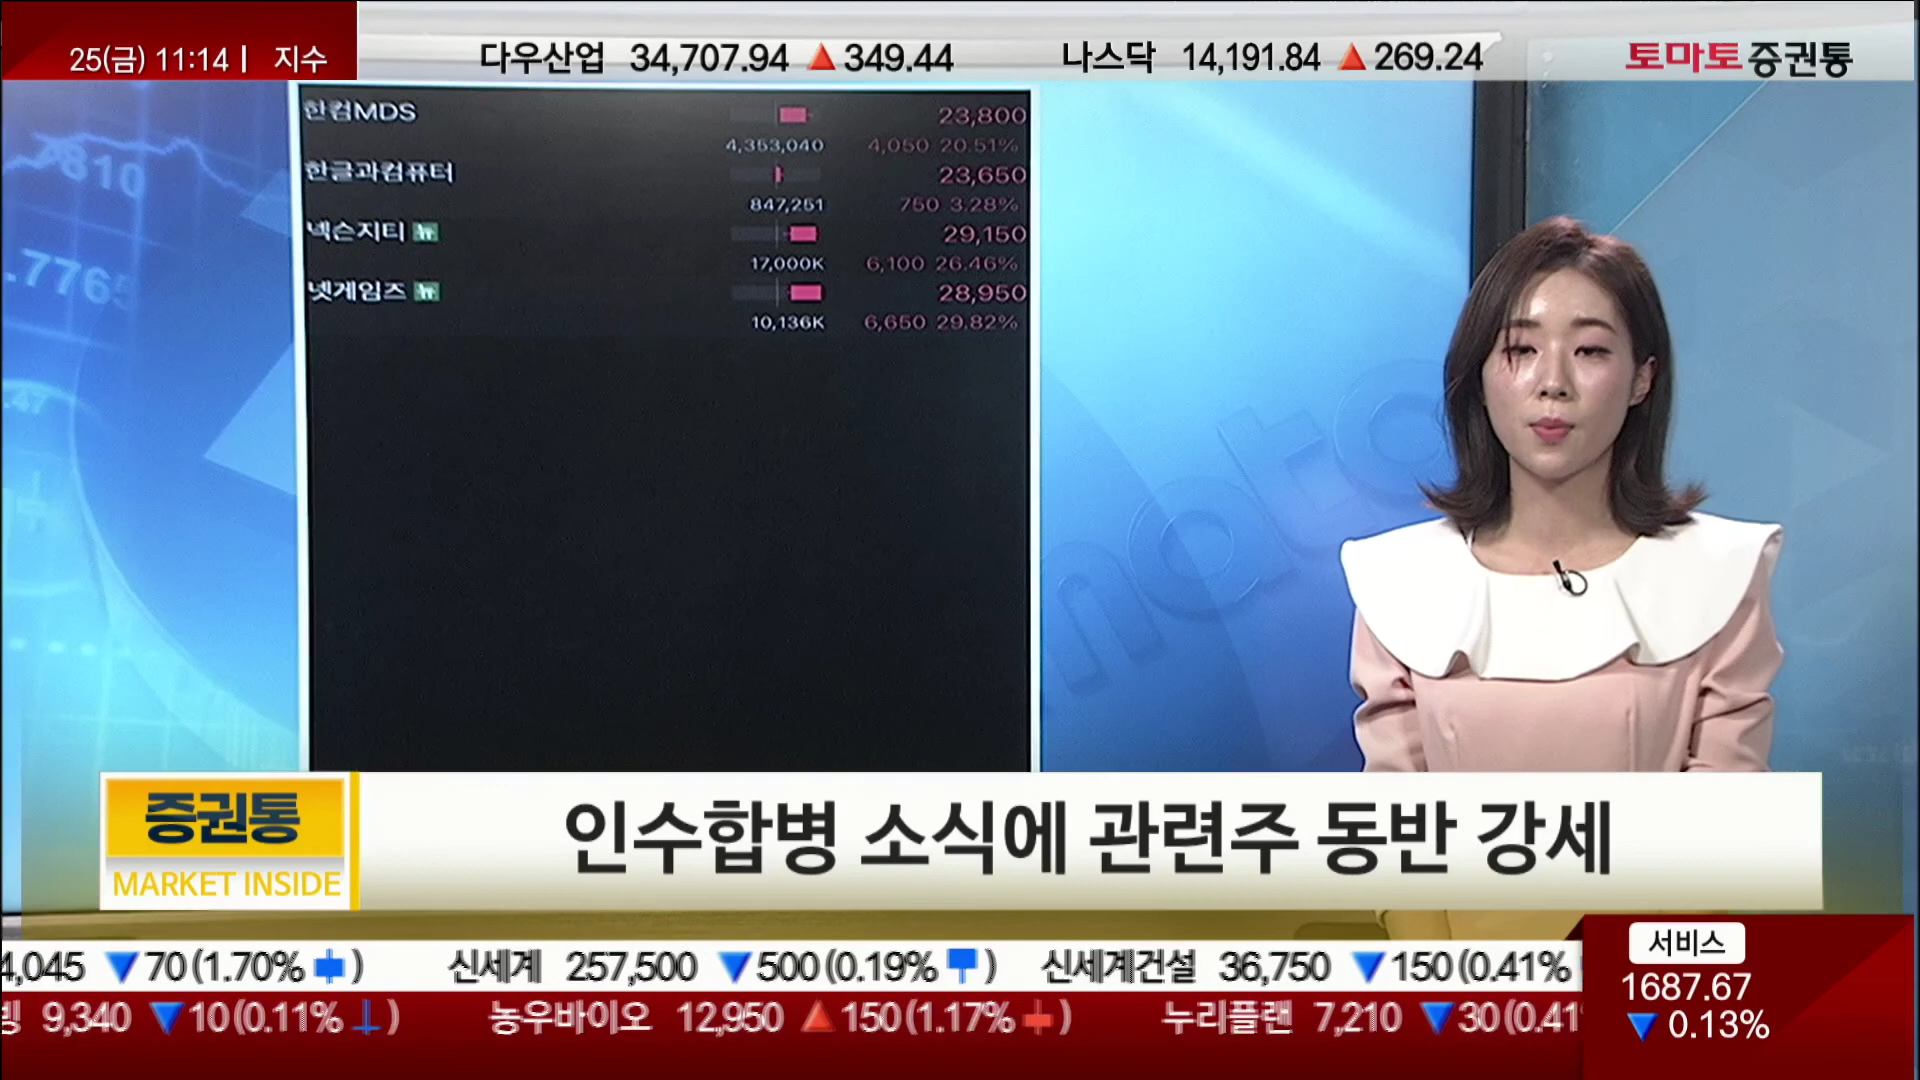 25(금) 11:14 | 지수 다우산업 34,707.94 ▲349.44 나스닥 14,191.84 ▲269.24 토마토증권통
한컴MDS 23,800
4,353,040 4,050 20.51%
한글과컴퓨터 23,650
847,251 750 3.28%
넥슨지티 뉴 29,150
17,000K 6,100 26.46%
넷게임즈 뉴 28,950
10,136K 6,650 29.82%
7810
.7765
mato
증권통
MARKET INSIDE
인수합병 소식에 관련주 동반 강세
4,045 ▼70(1.70%) 신세계 257,500 ▼500(0.19%) 신세계건설 36,750 ▼150(0.41%
9,340 ▼10(0.11%) 농우바이오 12,950 ▲150(1.17%) 누리플랜 7,210 ▼30(0.41
서비스
1687.67
▼0.13%